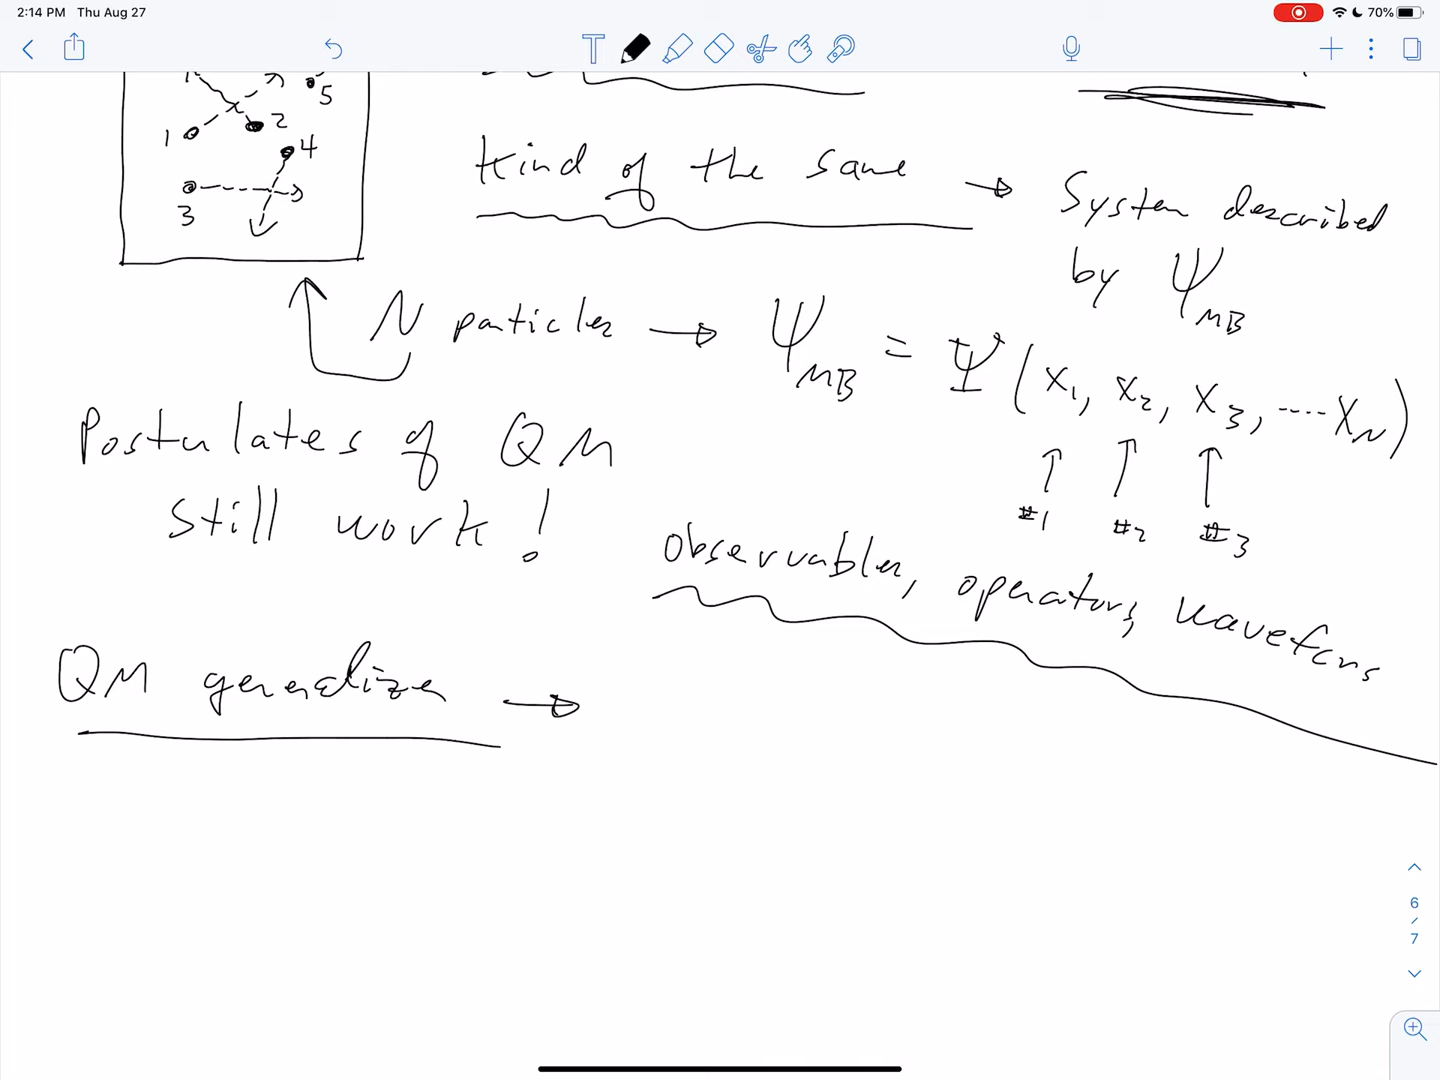 2:14 PM Thu Aug 27
70%
T
5
1 2
4
3
Kind of the same → System described
by Ψ_MB
N particles → Ψ_MB = Ψ(x₁, x₂, x₃, ....x_N)
#1 #2 #3
Postulates of QM
still work!
observables, operators, wavefcns
QM generalizes →
6
/
7